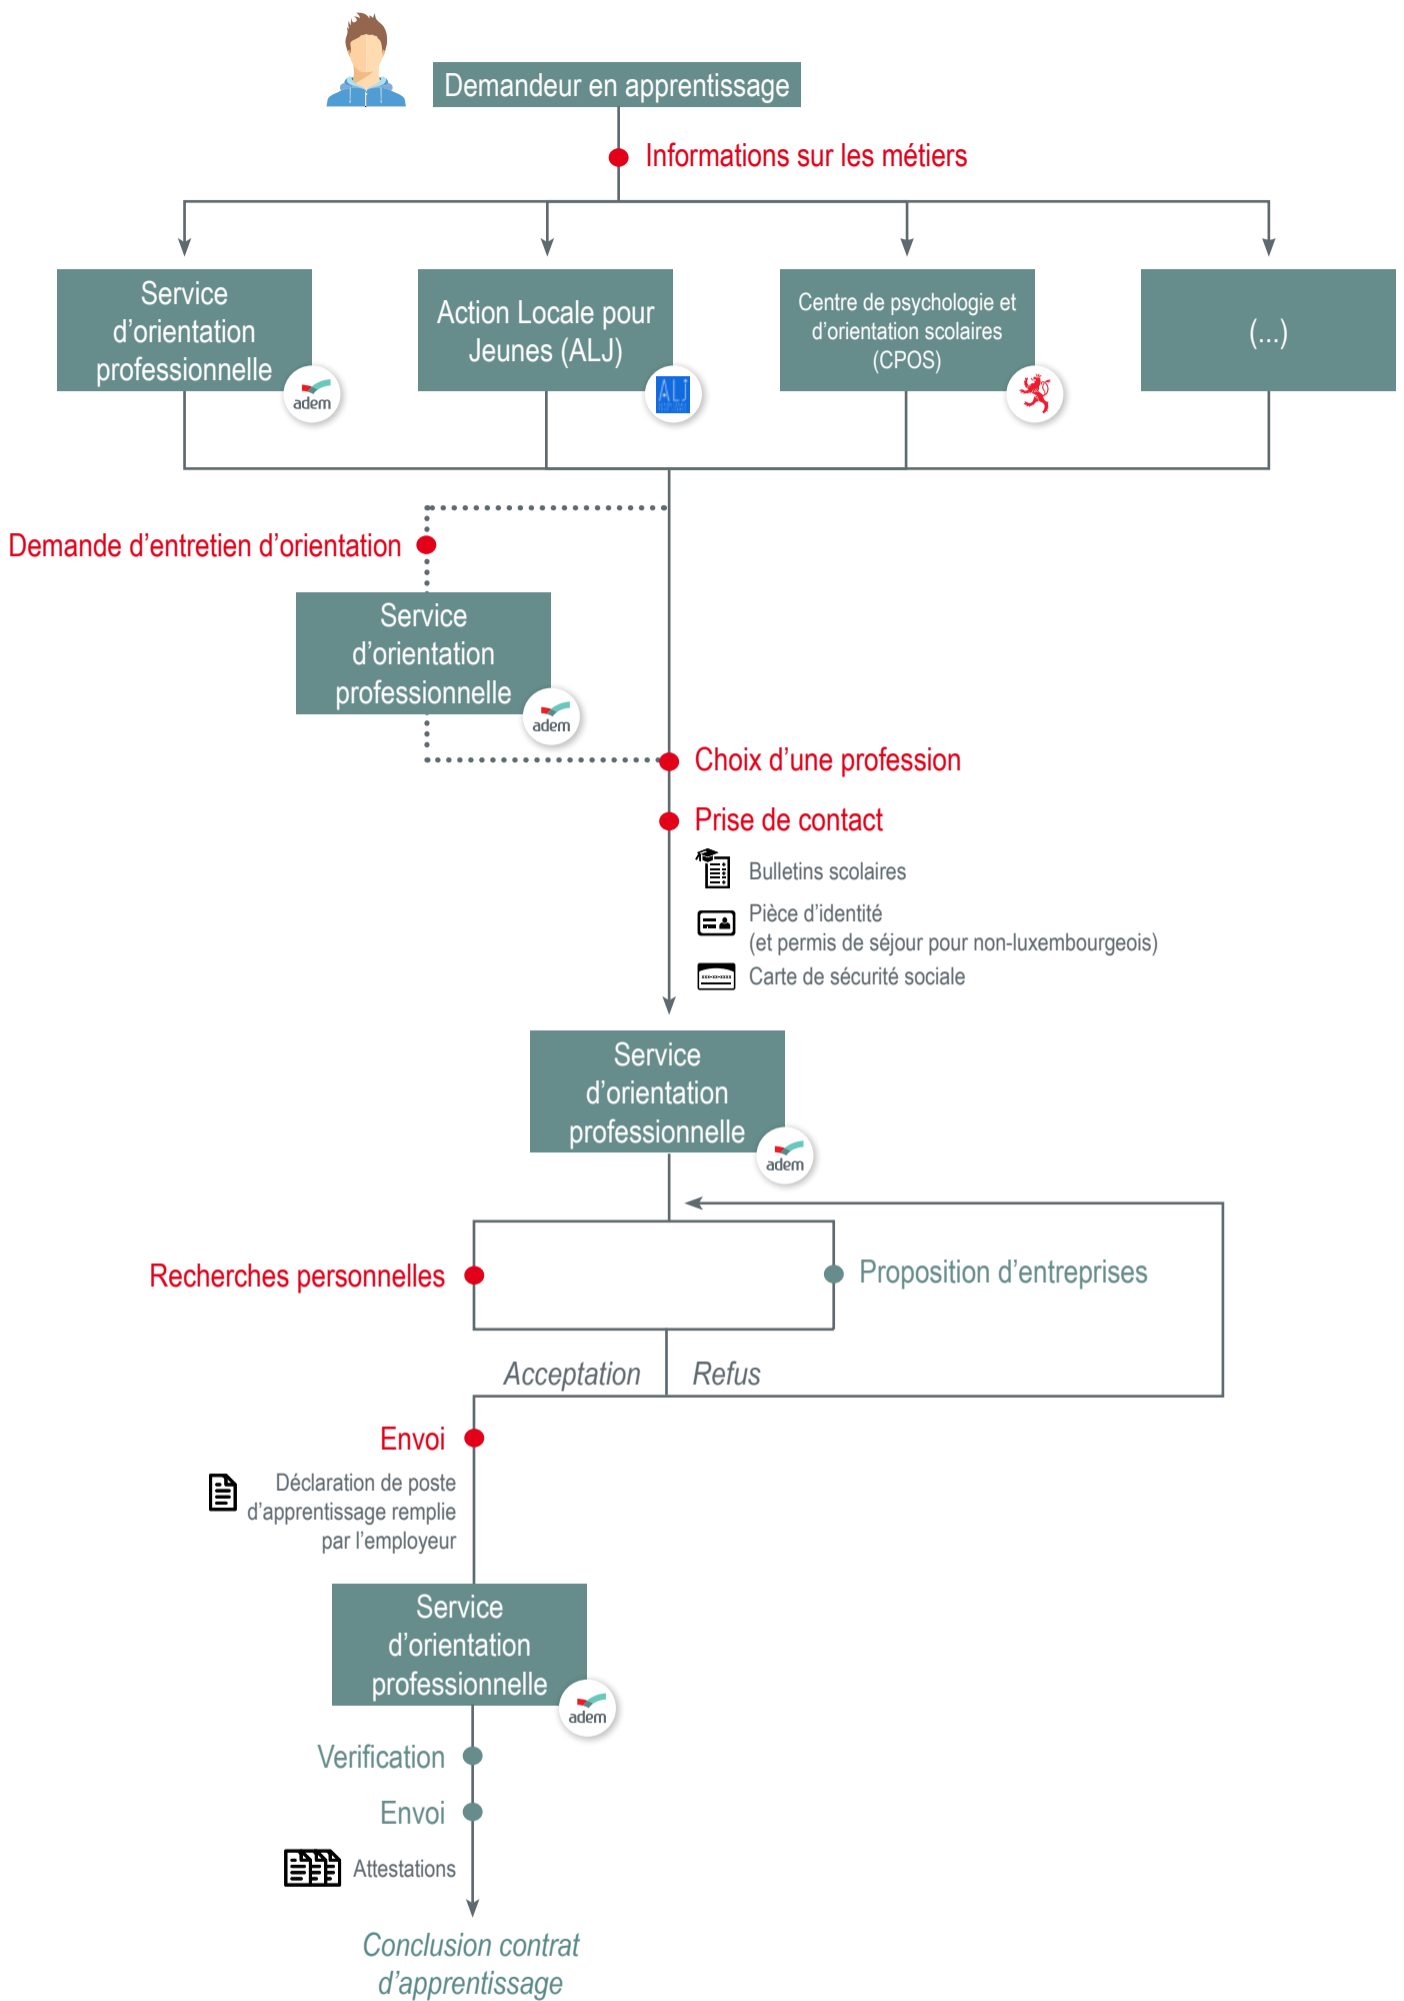 Demandeur en apprentissage
Informations sur les métiers
Service
d’orientation
professionnelle
adem
Action Locale pour
Jeunes (ALJ)
ALJ
Centre de psychologie et
d’orientation scolaires
(CPOS)
(...)
Demande d’entretien d’orientation
Service
d’orientation
professionnelle
adem
Choix d’une profession
Prise de contact
Bulletins scolaires
Pièce d’identité
(et permis de séjour pour non-luxembourgeois)
Carte de sécurité sociale
Service
d’orientation
professionnelle
adem
Recherches personnelles
Proposition d’entreprises
Acceptation
Refus
Envoi
Déclaration de poste
d’apprentissage remplie
par l’employeur
Service
d’orientation
professionnelle
adem
Verification
Envoi
Attestations
Conclusion contrat
d’apprentissage